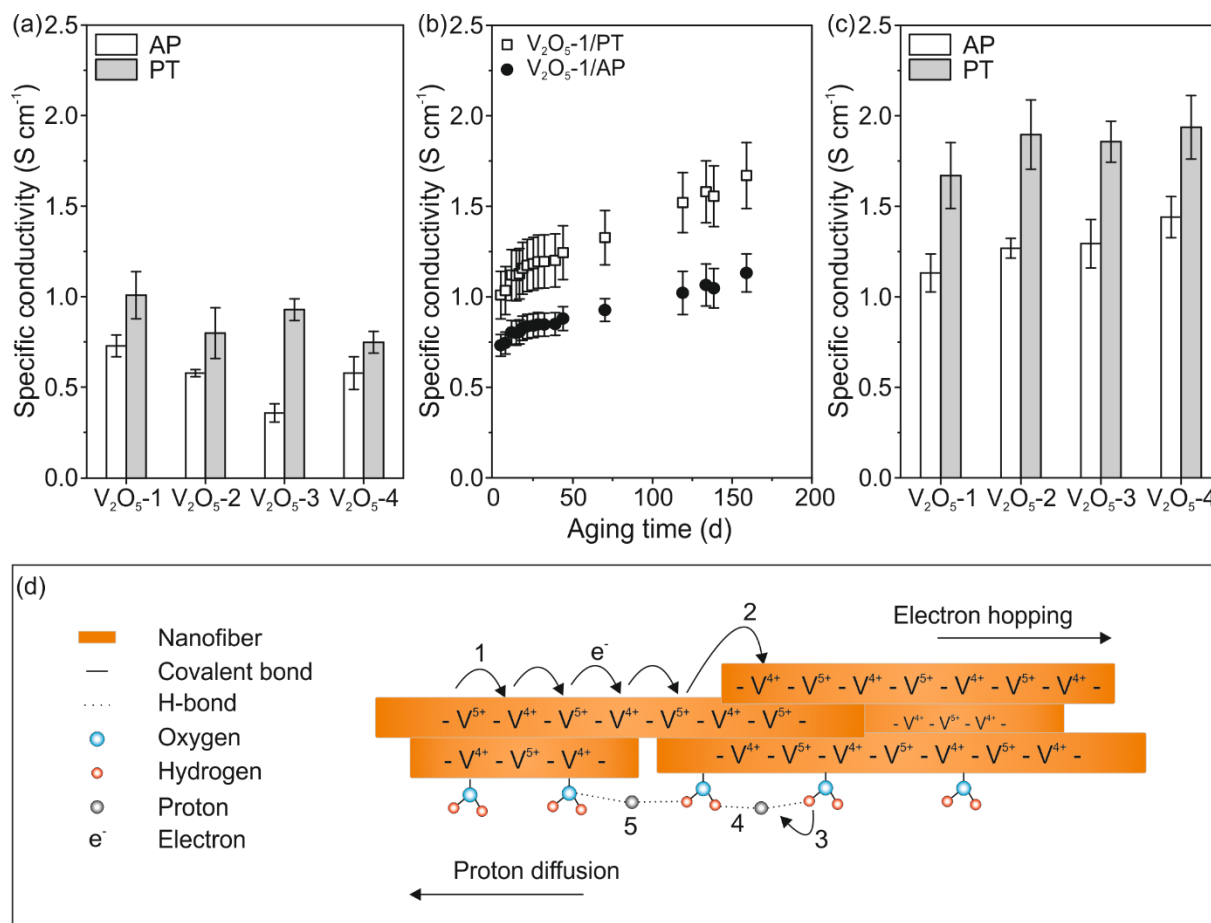 (a)
AP
PT
Specific conductivity (S cm⁻¹)
2.5
2.0
1.5
1.0
0.5
0.0
V₂O₅-1 V₂O₅-2 V₂O₅-3 V₂O₅-4
(b)
V₂O₅-1/PT
V₂O₅-1/AP
Specific conductivity (S cm⁻¹)
2.5
2.0
1.5
1.0
0.5
0.0
0 50 100 150 200
Aging time (d)
(c)
AP
PT
Specific conductivity (S cm⁻¹)
2.5
2.0
1.5
1.0
0.5
0.0
V₂O₅-1 V₂O₅-2 V₂O₅-3 V₂O₅-4
(d)
Nanofiber
Covalent bond
H-bond
Oxygen
Hydrogen
Proton
e⁻ Electron
1 e⁻ 2
Electron hopping
- V⁴⁺ - V⁵⁺ - V⁴⁺ - V⁵⁺ - V⁴⁺ - V⁵⁺ - V⁴⁺ -
- V⁵⁺ - V⁴⁺ - V⁵⁺ - V⁴⁺ - V⁵⁺ - V⁴⁺ - V⁵⁺ -
- V⁴⁺ - V⁵⁺ - V⁴⁺ -
- V⁴⁺ - V⁵⁺ - V⁴⁺ -
- V⁴⁺ - V⁵⁺ - V⁴⁺ - V⁵⁺ - V⁴⁺ - V⁵⁺ - V⁴⁺ -
5 4 3
Proton diffusion